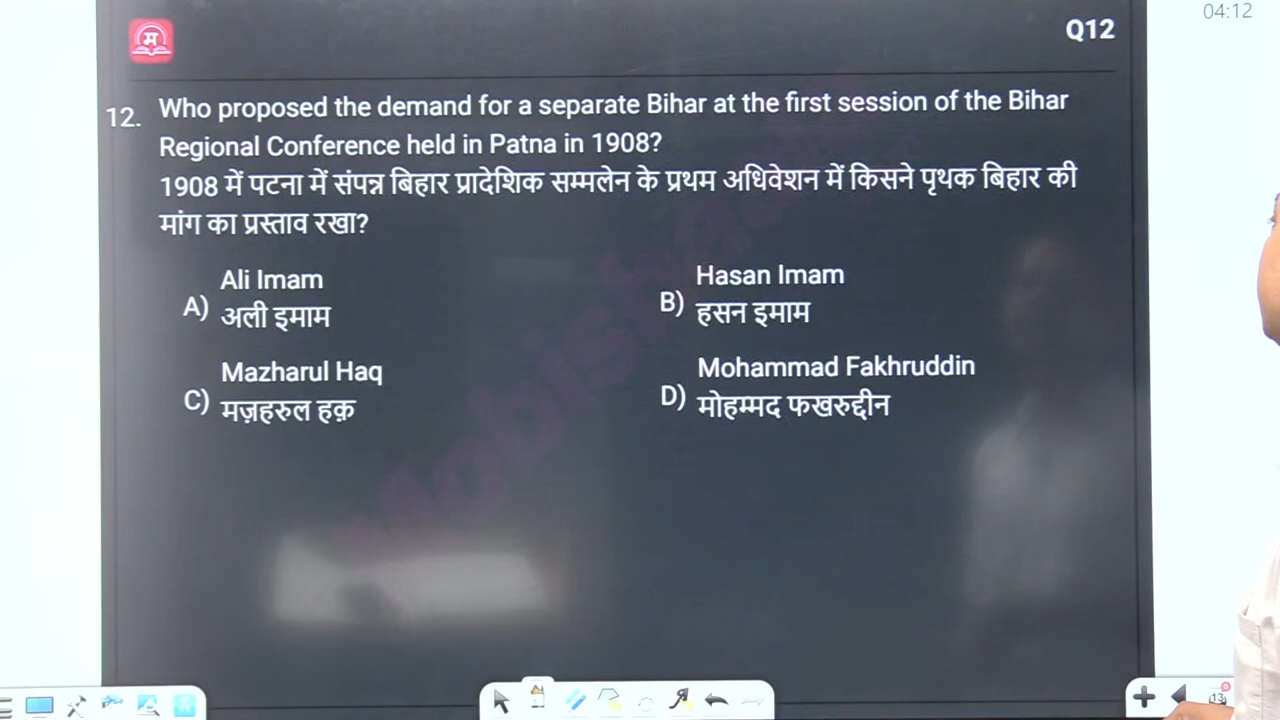 04:12
म
Q12
12. Who proposed the demand for a separate Bihar at the first session of the Bihar
Regional Conference held in Patna in 1908?
1908 में पटना में संपन्न बिहार प्रादेशिक सम्मलेन के प्रथम अधिवेशन में किसने पृथक बिहार की
मांग का प्रस्ताव रखा?
A) Ali Imam
अली इमाम
B) Hasan Imam
हसन इमाम
C) Mazharul Haq
मज़हरुल हक़
D) Mohammad Fakhruddin
मोहम्मद फखरुद्दीन
13